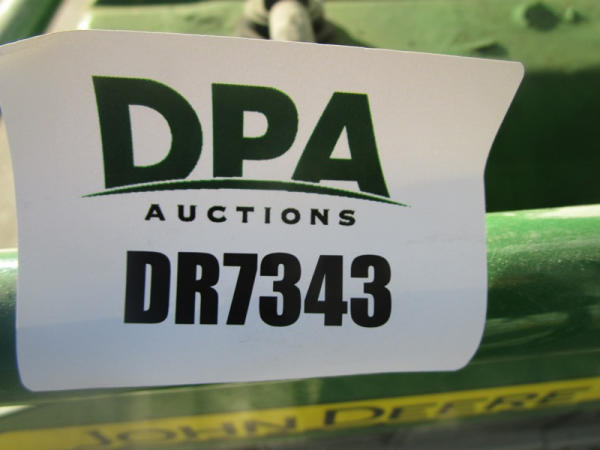 DPA
AUCTIONS
DR7343
JOHN DEERE